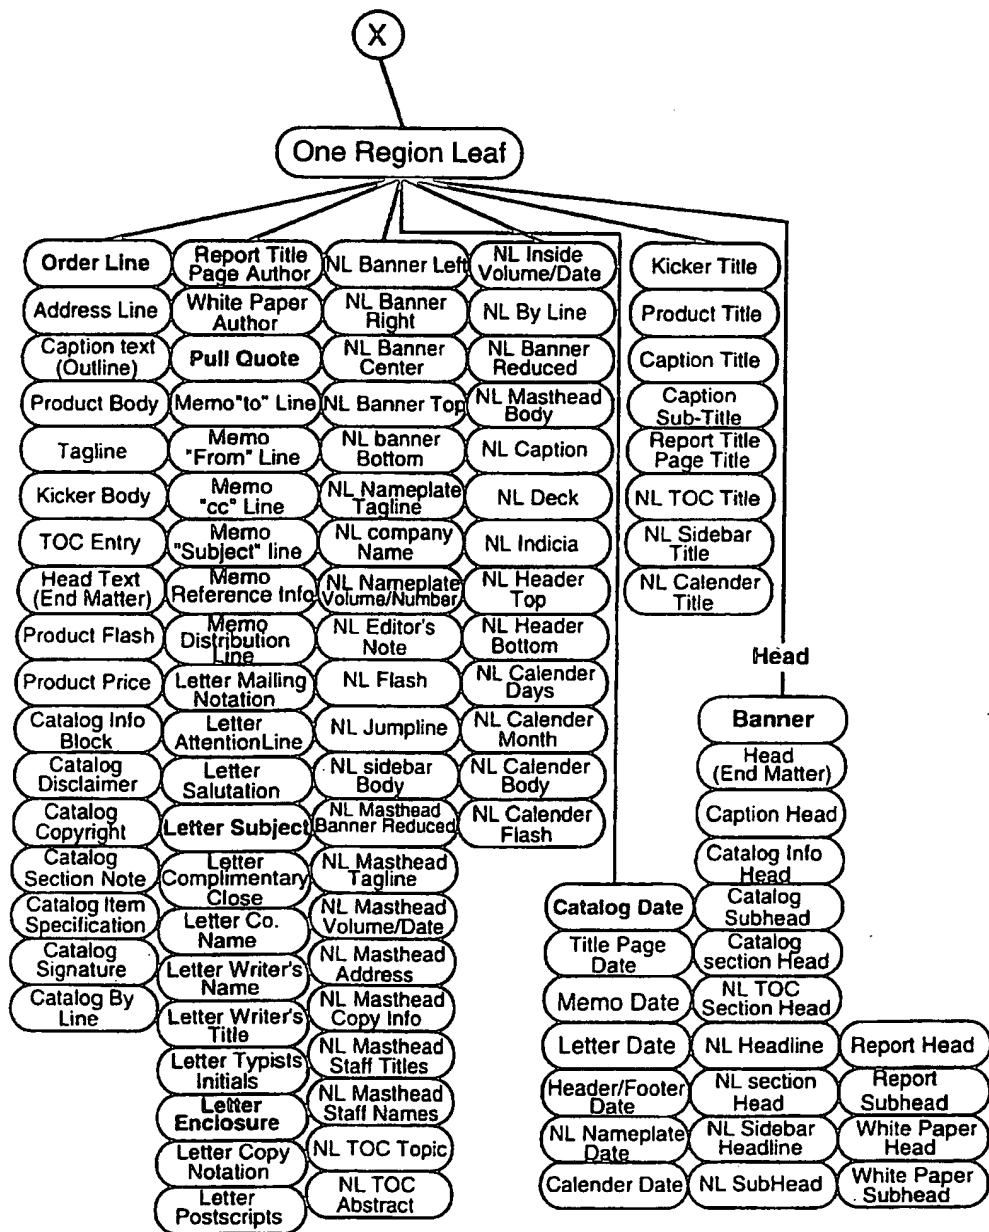 X
One Region Leaf
Order Line
Address Line
Caption text
(Outline)
Product Body
Tagline
Kicker Body
TOC Entry
Head Text
(End Matter)
Product Flash
Product Price
Catalog Info
Block
Catalog
Disclaimer
Catalog
Copyright
Catalog
Section Note
Catalog Item
Specification
Catalog
Signature
Catalog By
Line
Report Title
Page Author
White Paper
Author
Pull Quote
Memo"to" Line
Memo
"From" Line
Memo
"cc" Line
Memo
"Subject" line
Memo
Reference Info
Memo
Distribution
Line
Letter Mailing
Notation
Letter
AttentionLine
Letter
Salutation
Letter Subject
Letter
Complimentary
Close
Letter Co.
Name
Letter Writer's
Name
Letter Writer's
Title
Letter Typists
Initials
Letter
Enclosure
Letter Copy
Notation
Letter
Postscripts
NL Banner Left
NL Banner
Right
NL Banner
Center
NL Banner Top
NL banner
Bottom
NL Nameplate
Tagline
NL company
Name
NL Nameplate
Volume/Number
NL Editor's
Note
NL Flash
NL Jumpline
NL sidebar
Body
NL Masthead
Banner Reduced
NL Masthead
Tagline
NL Masthead
Volume/Date
NL Masthead
Address
NL Masthead
Copy Info
NL Masthead
Staff Titles
NL Masthead
Staff Names
NL TOC Topic
NL TOC
Abstract
NL Inside
Volume/Date
NL By Line
NL Banner
Reduced
NL Masthead
Body
NL Caption
NL Deck
NL Indicia
NL Header
Top
NL Header
Bottom
NL Calender
Days
NL Calender
Month
NL Calender
Body
NL Calender
Flash
Catalog Date
Title Page
Date
Memo Date
Letter Date
Header/Footer
Date
NL Nameplate
Date
Calender Date
Kicker Title
Product Title
Caption Title
Caption
Sub-Title
Report Title
Page Title
NL TOC Title
NL Sidebar
Title
NL Calender
Title
Head
Banner
Head
(End Matter)
Caption Head
Catalog Info
Head
Catalog
Subhead
Catalog
section Head
NL TOC
Section Head
NL Headline
NL section
Head
NL Sidebar
Headline
NL SubHead
Report Head
Report
Subhead
White Paper
Head
White Paper
Subhead